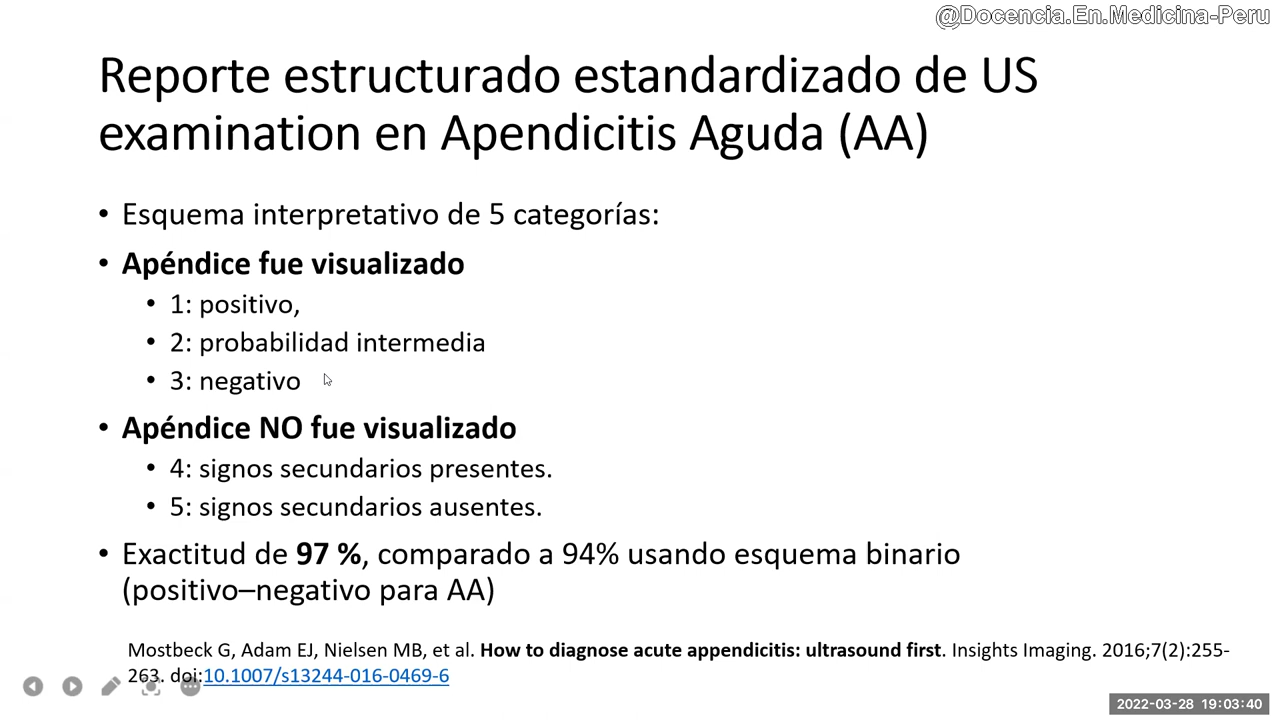 @Docencia.En.Medicina-Peru
Reporte estructurado estandardizado de US
examination en Apendicitis Aguda (AA)
• Esquema interpretativo de 5 categorías:
• Apéndice fue visualizado
• 1: positivo,
• 2: probabilidad intermedia
• 3: negativo
• Apéndice NO fue visualizado
• 4: signos secundarios presentes.
• 5: signos secundarios ausentes.
• Exactitud de 97 %, comparado a 94% usando esquema binario
(positivo–negativo para AA)
Mostbeck G, Adam EJ, Nielsen MB, et al. How to diagnose acute appendicitis: ultrasound first. Insights Imaging. 2016;7(2):255-
263. doi:10.1007/s13244-016-0469-6
2022-03-28 19:03:40